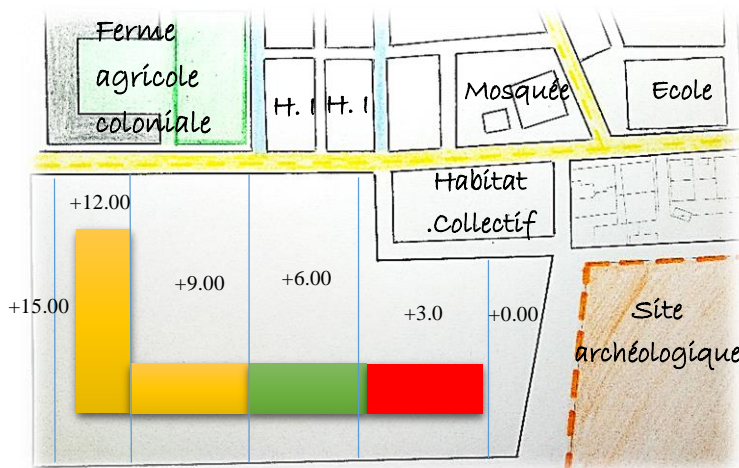 Ferme
agricole
coloniale
H. I
H. I
Mosquée
Ecole
Habitat
.Collectif
+12.00
+9.00
+6.00
+15.00
+3.0
+0.00
Site
archéologique